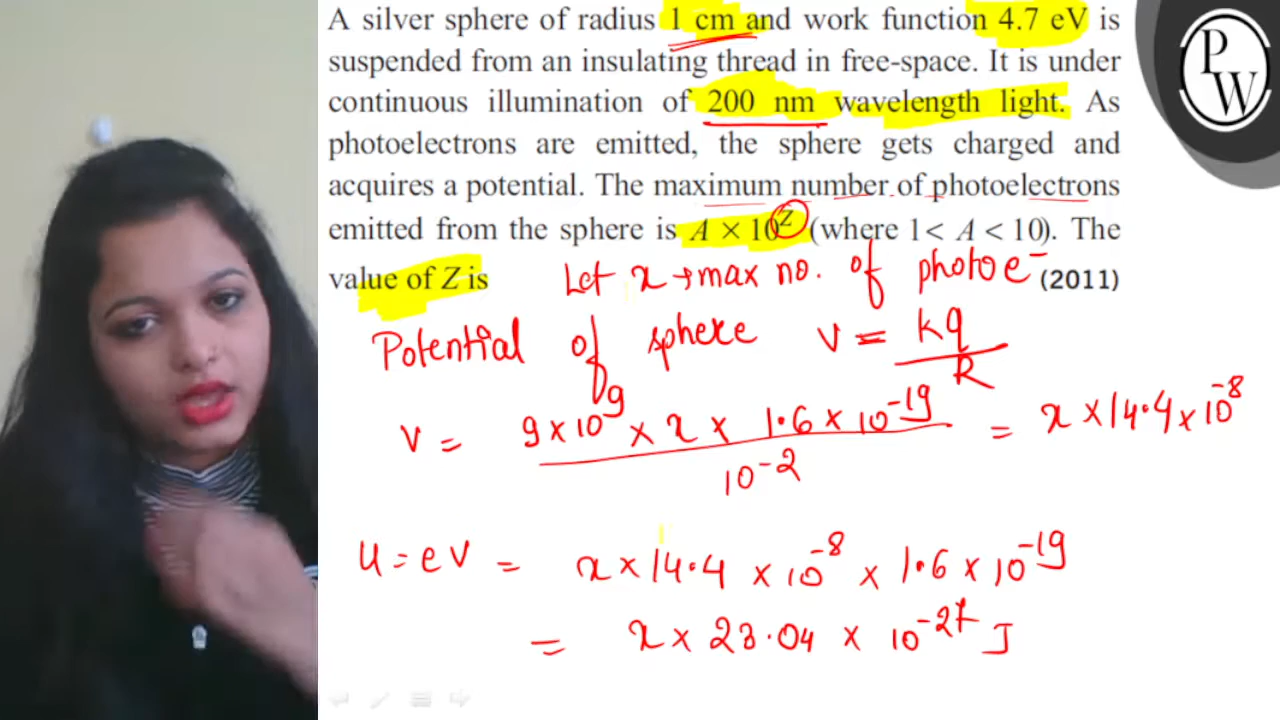 A silver sphere of radius 1 cm and work function 4.7 eV is
suspended from an insulating thread in free-space. It is under
continuous illumination of 200 nm wavelength light. As
photoelectrons are emitted, the sphere gets charged and
acquires a potential. The maximum number of photoelectrons
emitted from the sphere is A × 10^Z (where 1 < A < 10). The
value of Z is
(2011)
Let x → max no. of photo e⁻
Potential of sphere V = kq / R
V = 9 × 10⁹ × x × 1.6 × 10⁻¹⁹ / 10⁻² = x × 14.4 × 10⁻⁸
U = eV = x × 14.4 × 10⁻⁸ × 1.6 × 10⁻¹⁹
= x × 23.04 × 10⁻²⁷ J
PW